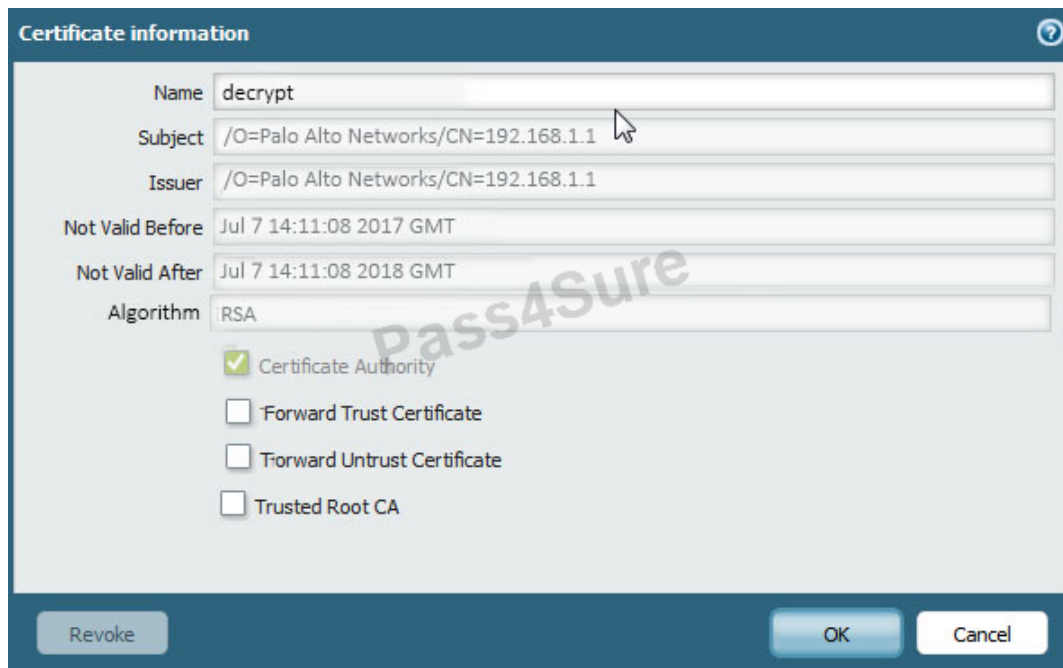 Certificate information
?
Name decrypt
Subject /O=Palo Alto Networks/CN=192.168.1.1
Issuer /O=Palo Alto Networks/CN=192.168.1.1
Not Valid Before Jul 7 14:11:08 2017 GMT
Not Valid After Jul 7 14:11:08 2018 GMT
Algorithm RSA
Pass4Sure
Certificate Authority
Forward Trust Certificate
Forward Untrust Certificate
Trusted Root CA
Revoke OK Cancel